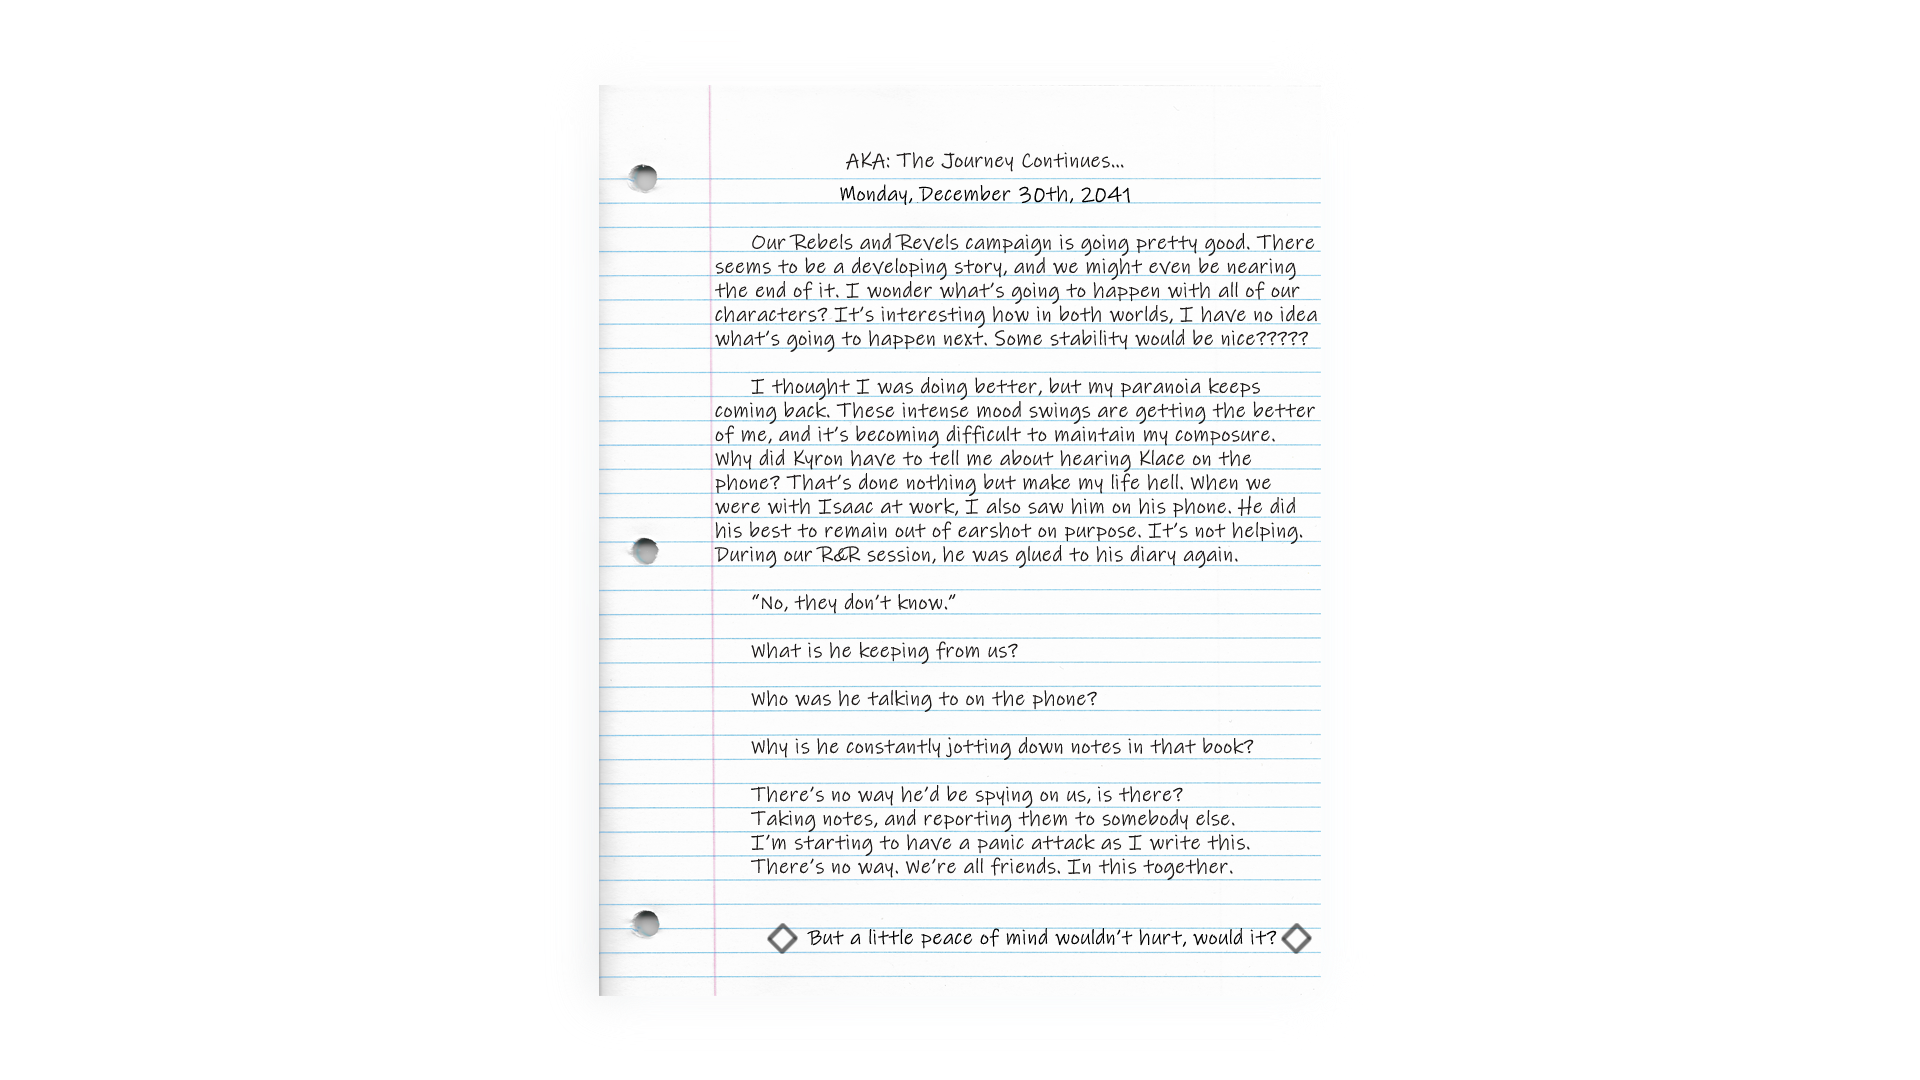 AKA: The Journey Continues...
Monday, December 30th, 2041
Our Rebels and Revels campaign is going pretty good. There
seems to be a developing story, and we might even be nearing
the end of it. I wonder what's going to happen with all of our
characters? It's interesting how in both worlds, I have no idea
what's going to happen next. Some stability would be nice?????
I thought I was doing better, but my paranoia keeps
coming back. These intense mood swings are getting the better
of me, and it's becoming difficult to maintain my composure.
Why did Kyron have to tell me about hearing Klace on the
phone? That's done nothing but make my life hell. When we
were with Isaac at work, I also saw him on his phone. He did
his best to remain out of earshot on purpose. It's not helping.
During our R&R session, he was glued to his diary again.
"No, they don't know."
What is he keeping from us?
Who was he talking to on the phone?
Why is he constantly jotting down notes in that book?
There's no way he'd be spying on us, is there?
Taking notes, and reporting them to somebody else.
I'm starting to have a panic attack as I write this.
There's no way. We're all friends. In this together.
But a little peace of mind wouldn't hurt, would it?